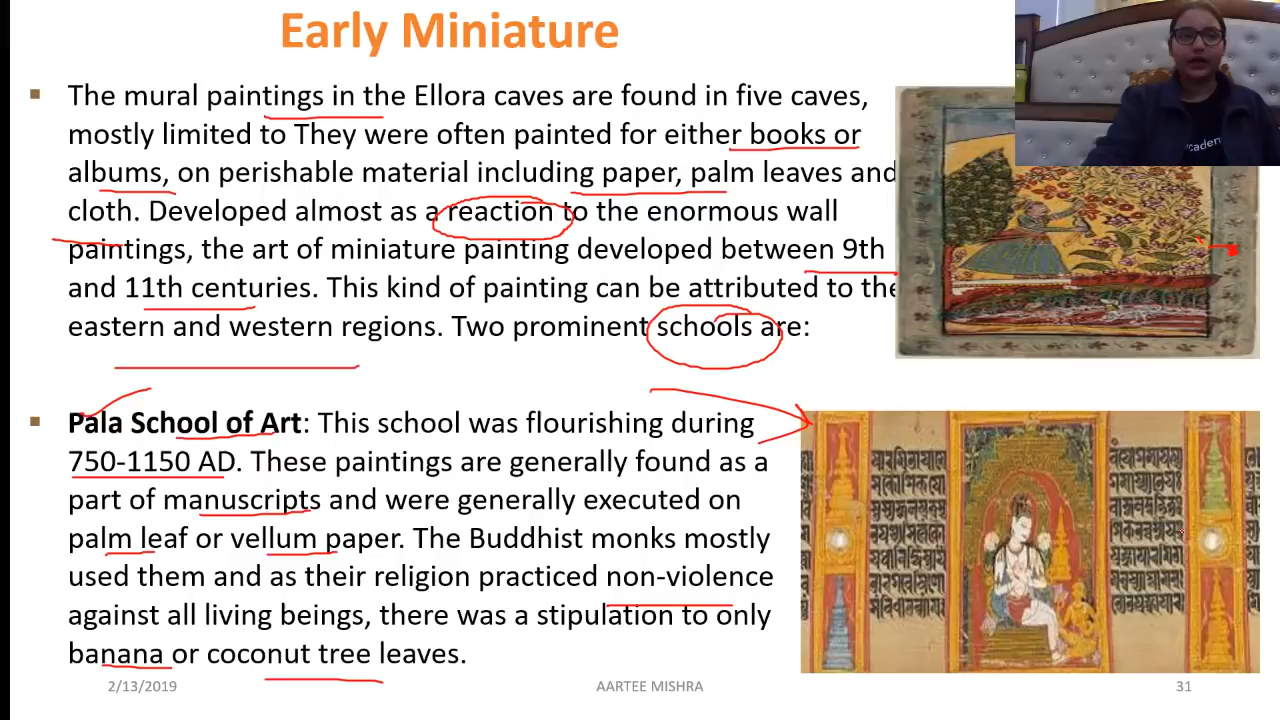 Early Miniature
▪ The mural paintings in the Ellora caves are found in five caves,
mostly limited to They were often painted for either books or
albums, on perishable material including paper, palm leaves and
cloth. Developed almost as a reaction to the enormous wall
paintings, the art of miniature painting developed between 9th
and 11th centuries. This kind of painting can be attributed to the
eastern and western regions. Two prominent schools are:
▪ Pala School of Art: This school was flourishing during
750-1150 AD. These paintings are generally found as a
part of manuscripts and were generally executed on
palm leaf or vellum paper. The Buddhist monks mostly
used them and as their religion practiced non-violence
against all living beings, there was a stipulation to only
banana or coconut tree leaves.
2/13/2019
AARTEE MISHRA
31